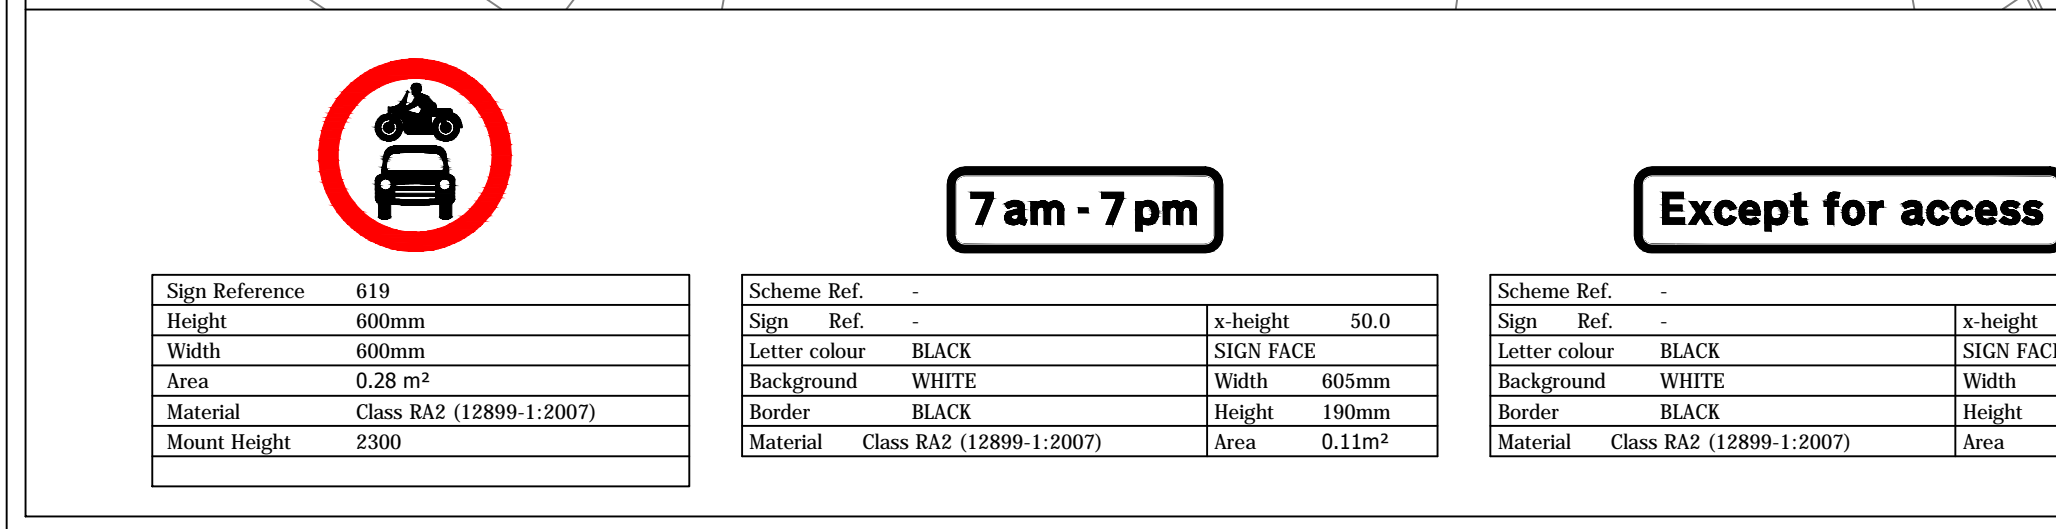 7 am - 7 pm
Except for access
Sign Reference 619
Height 600mm
Width 600mm
Area 0.28 m²
Material Class RA2 (12899-1:2007)
Mount Height 2300
Scheme Ref. -
Sign Ref. - x-height 50.0
Letter colour BLACK SIGN FACE
Background WHITE Width 605mm
Border BLACK Height 190mm
Material Class RA2 (12899-1:2007) Area 0.11m²
Scheme Ref. -
Sign Ref. - x-height
Letter colour BLACK SIGN FACE
Background WHITE Width
Border BLACK Height
Material Class RA2 (12899-1:2007) Area